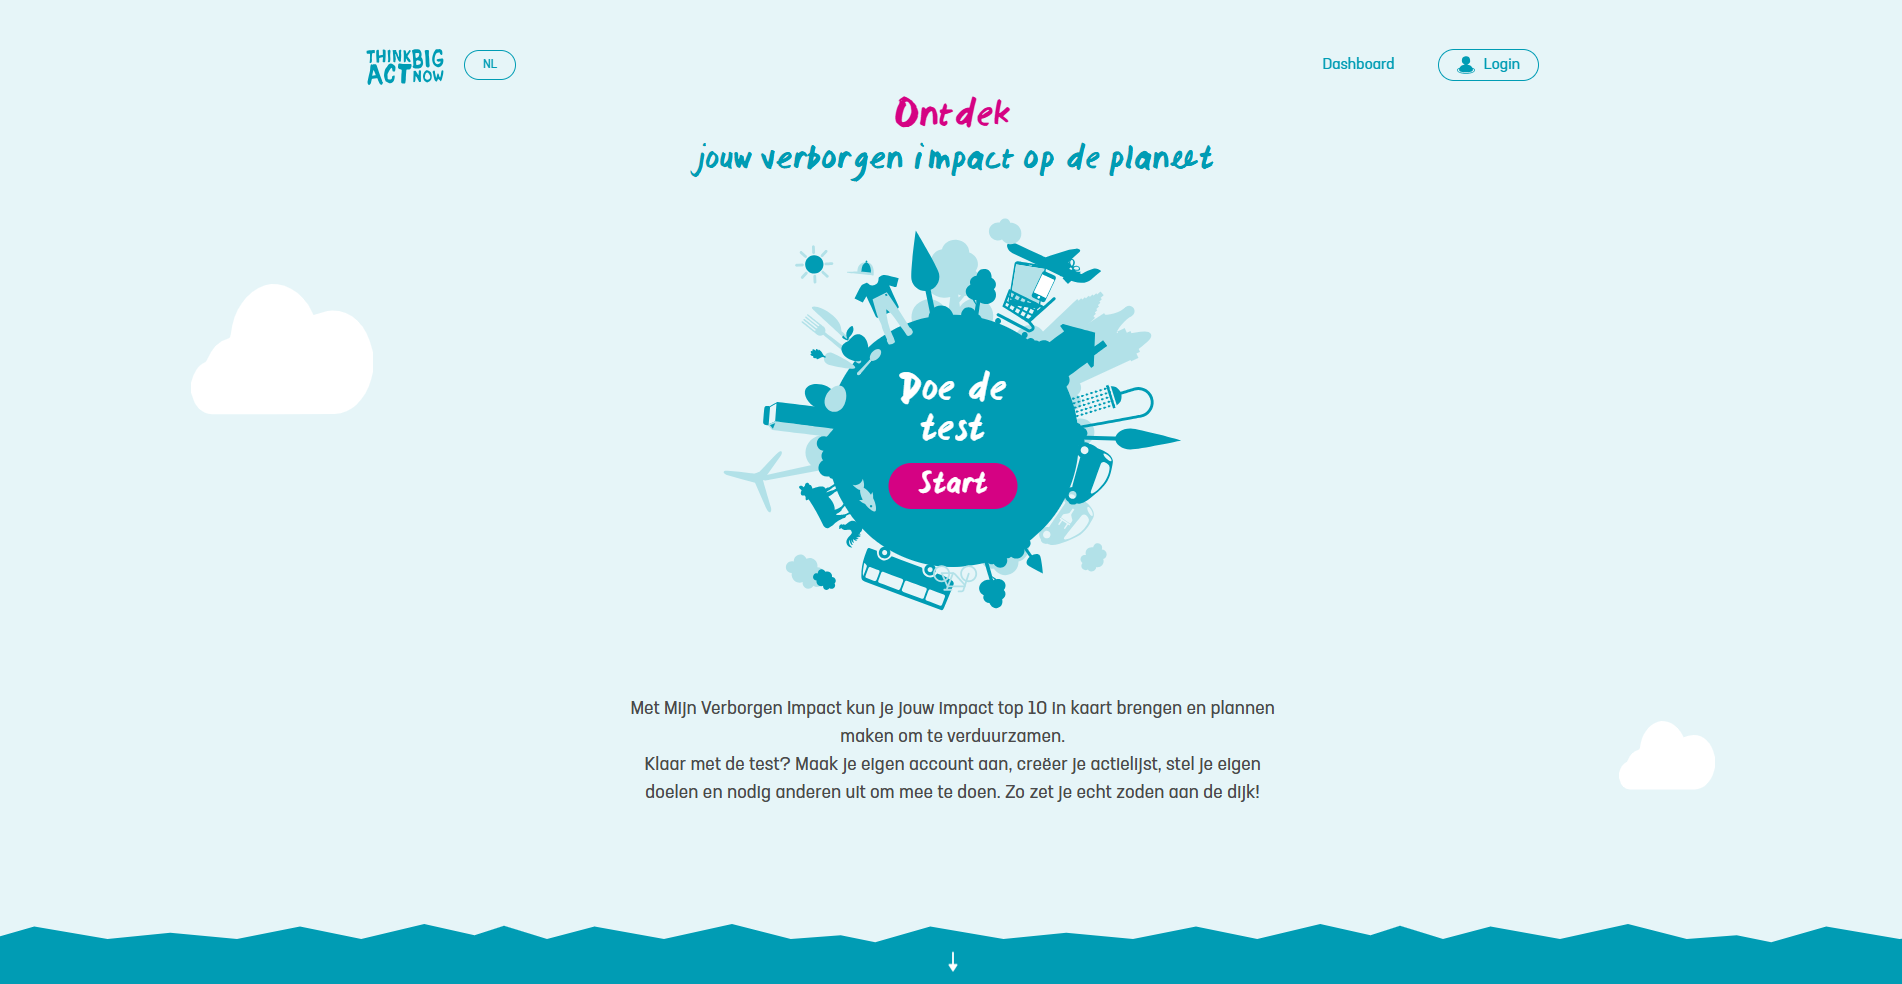 THINK BIG
ACT NOW
NL
Dashboard
Login
Ontdek
jouw verborgen impact op de planeet
Doe de
test
Start
Met Mijn Verborgen Impact kun je jouw impact top 10 in kaart brengen en plannen
maken om te verduurzamen.
Klaar met de test? Maak je eigen account aan, creëer je actielijst, stel je eigen
doelen en nodig anderen uit om mee te doen. Zo zet je echt zoden aan de dijk!